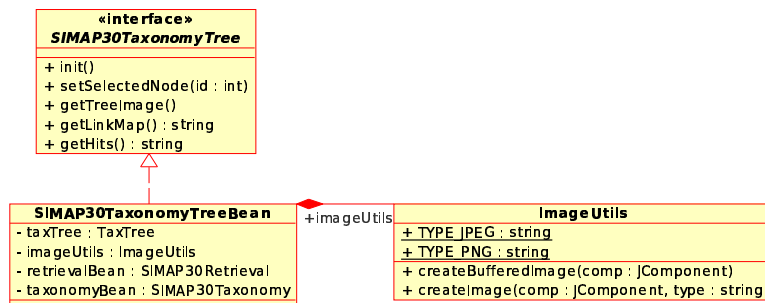 «interface»
SIMAP30TaxonomyTree
+ init()
+ setSelectedNode(id : int)
+ getTreeImage()
+ getLinkMap() : string
+ getHits() : string
SIMAP30TaxonomyTreeBean
- taxTree : TaxTree
- imageUtils : ImageUtils
- retrievalBean : SIMAP30Retrieval
- taxonomyBean : SIMAP30Taxonomy
+imageUtils
ImageUtils
+ TYPE_JPEG : string
+ TYPE_PNG : string
+ createBufferedImage(comp : JComponent)
+ createImage(comp : JComponent, type : string